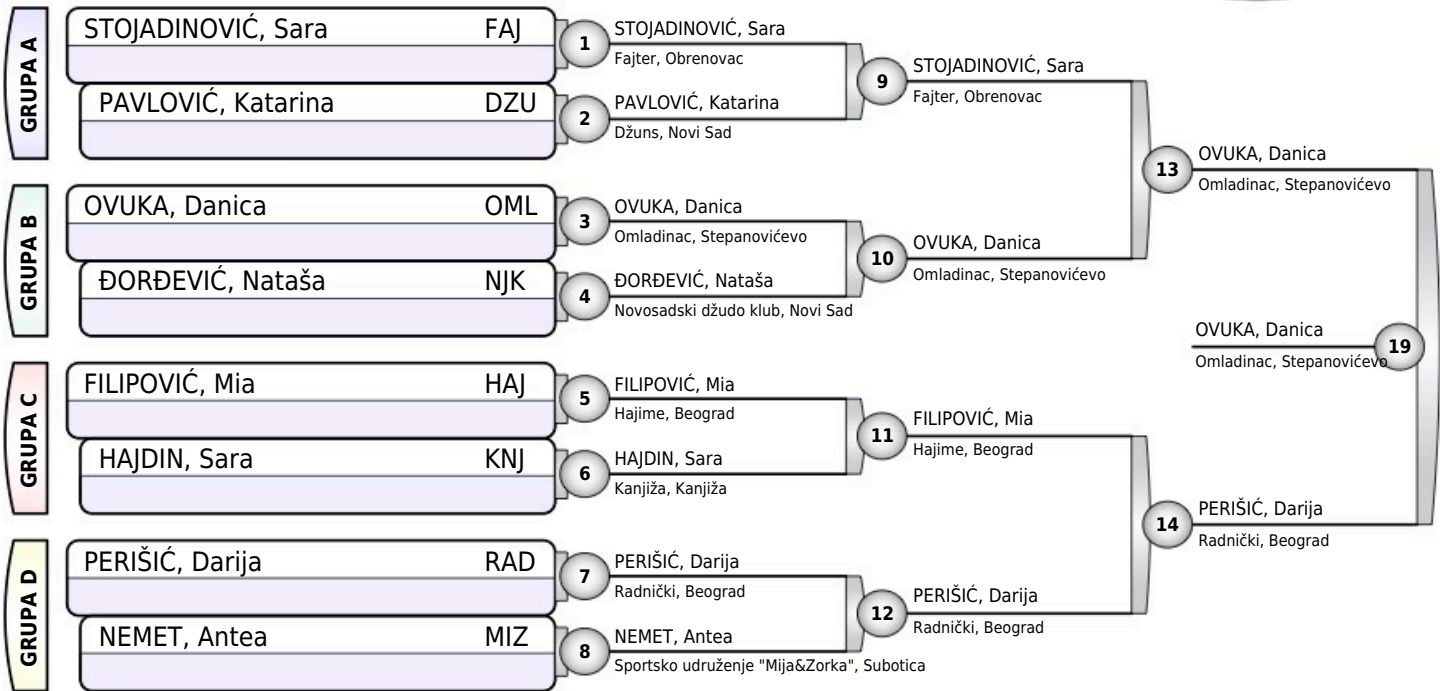 GRUPA A
STOJADINOVIĆ, Sara FAJ
PAVLOVIĆ, Katarina DZU
1
STOJADINOVIĆ, Sara
Fajter, Obrenovac
2
PAVLOVIĆ, Katarina
Džuns, Novi Sad
9
STOJADINOVIĆ, Sara
Fajter, Obrenovac
GRUPA B
OVUKA, Danica OML
ĐORĐEVIĆ, Nataša NJK
3
OVUKA, Danica
Omladinac, Stepanovićevo
4
ĐORĐEVIĆ, Nataša
Novosadski džudo klub, Novi Sad
10
OVUKA, Danica
Omladinac, Stepanovićevo
13
OVUKA, Danica
Omladinac, Stepanovićevo
GRUPA C
FILIPOVIĆ, Mia HAJ
HAJDIN, Sara KNJ
5
FILIPOVIĆ, Mia
Hajime, Beograd
6
HAJDIN, Sara
Kanjiža, Kanjiža
11
FILIPOVIĆ, Mia
Hajime, Beograd
GRUPA D
PERIŠIĆ, Darija RAD
NEMET, Antea MIZ
7
PERIŠIĆ, Darija
Radnički, Beograd
8
NEMET, Antea
Sportsko udruženje "Mija&Zorka", Subotica
12
PERIŠIĆ, Darija
Radnički, Beograd
14
PERIŠIĆ, Darija
Radnički, Beograd
OVUKA, Danica
Omladinac, Stepanovićevo
19